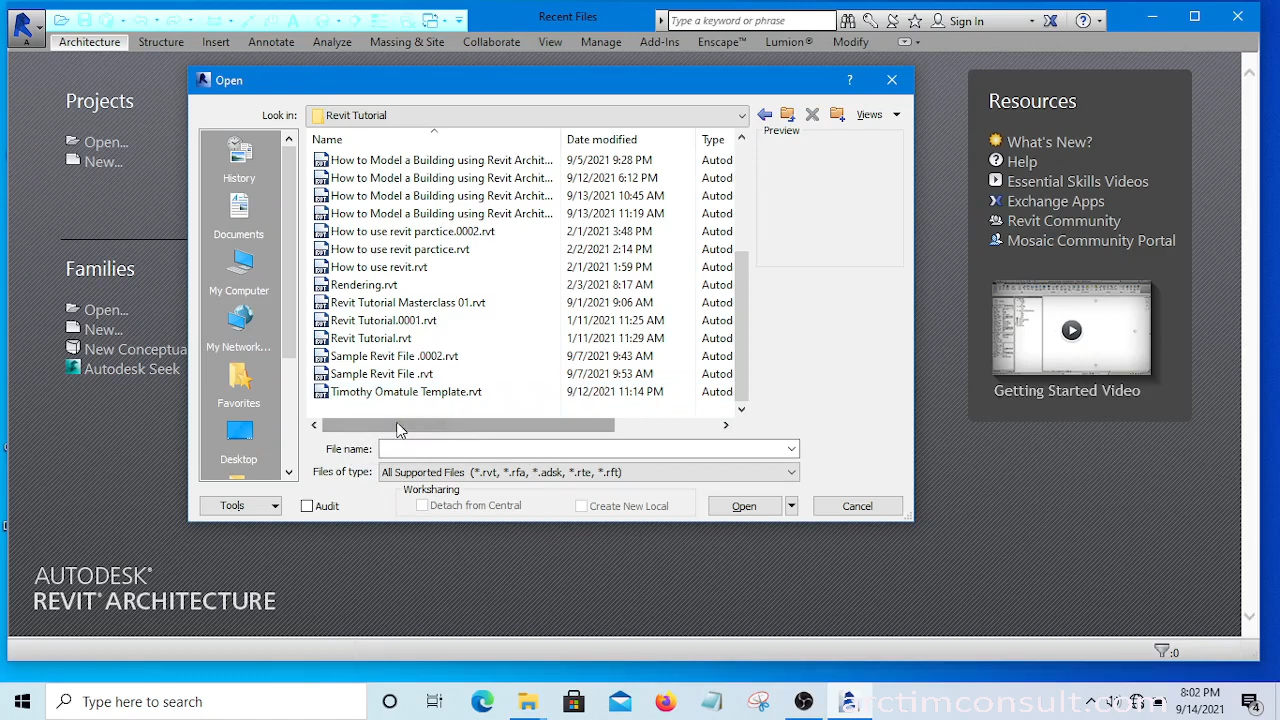 Recent Files
Type a keyword or phrase
Sign In
A
Architecture
Structure
Insert
Annotate
Analyze
Massing & Site
Collaborate
View
Manage
Add-Ins
Enscape™
Lumion®
Modify
Projects
Open...
New...
Families
Open...
New...
New Conceptua
Autodesk Seek
Open
Look in:
Revit Tutorial
Views
History
Documents
My Computer
My Network...
Favorites
Desktop
Name
Date modified
Type
How to Model a Building using Revit Archit... 9/5/2021 9:28 PM Autod
How to Model a Building using Revit Archit... 9/12/2021 6:12 PM Autod
How to Model a Building using Revit Archit... 9/13/2021 10:45 AM Autod
How to Model a Building using Revit Archit... 9/13/2021 11:19 AM Autod
How to use revit parctice.0002.rvt 2/1/2021 3:48 PM Autod
How to use revit parctice.rvt 2/2/2021 2:14 PM Autod
How to use revit.rvt 2/1/2021 1:59 PM Autod
Rendering.rvt 2/3/2021 8:17 AM Autod
Revit Tutorial Masterclass 01.rvt 9/1/2021 9:06 AM Autod
Revit Tutorial.0001.rvt 1/11/2021 11:25 AM Autod
Revit Tutorial.rvt 1/11/2021 11:29 AM Autod
Sample Revit File .0002.rvt 9/7/2021 9:43 AM Autod
Sample Revit File .rvt 9/7/2021 9:53 AM Autod
Timothy Omatule Template.rvt 9/12/2021 11:14 PM Autod
Preview
File name:
Files of type:
All Supported Files (*.rvt, *.rfa, *.adsk, *.rte, *.rft)
Worksharing
Tools
Audit
Detach from Central
Create New Local
Open
Cancel
Resources
What's New?
Help
Essential Skills Videos
Exchange Apps
Revit Community
Mosaic Community Portal
Getting Started Video
AUTODESK®
REVIT® ARCHITECTURE
:0
Type here to search
arctimconsult.com
8:02 PM
9/14/2021
4